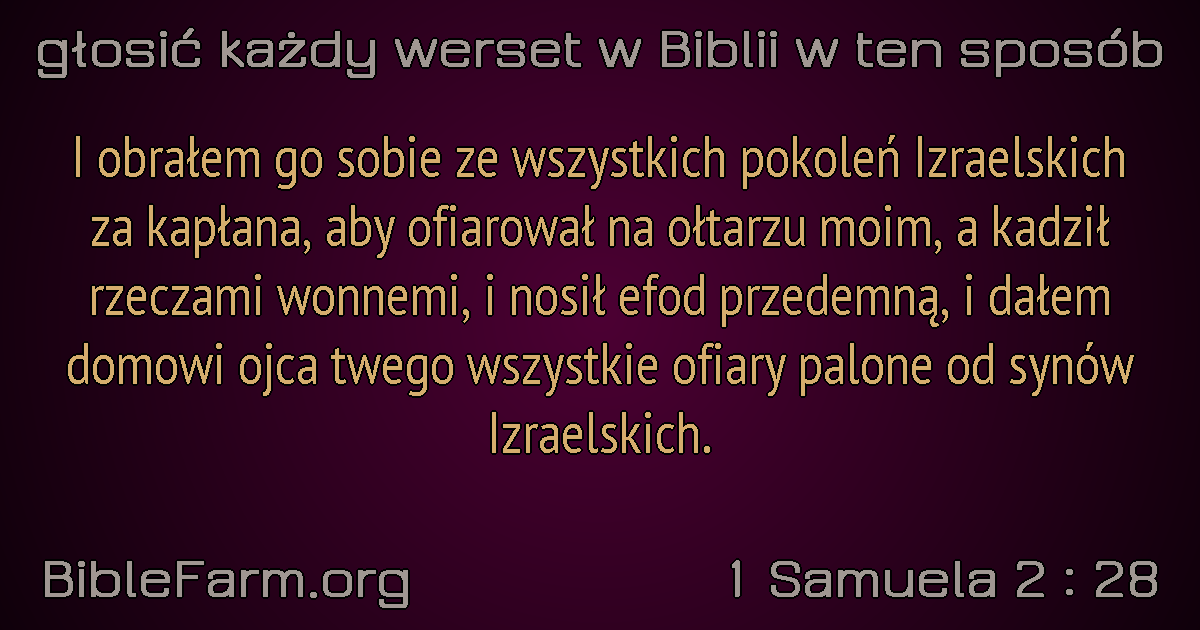 głosić każdy werset w Biblii w ten sposób
I obrałem go sobie ze wszystkich pokoleń Izraelskich
za kapłana, aby ofiarował na ołtarzu moim, a kadził
rzeczami wonnemi, i nosił efod przedemną, i dałem
domowi ojca twego wszystkie ofiary palone od synów
Izraelskich.
BibleFarm.org
1 Samuela 2 : 28